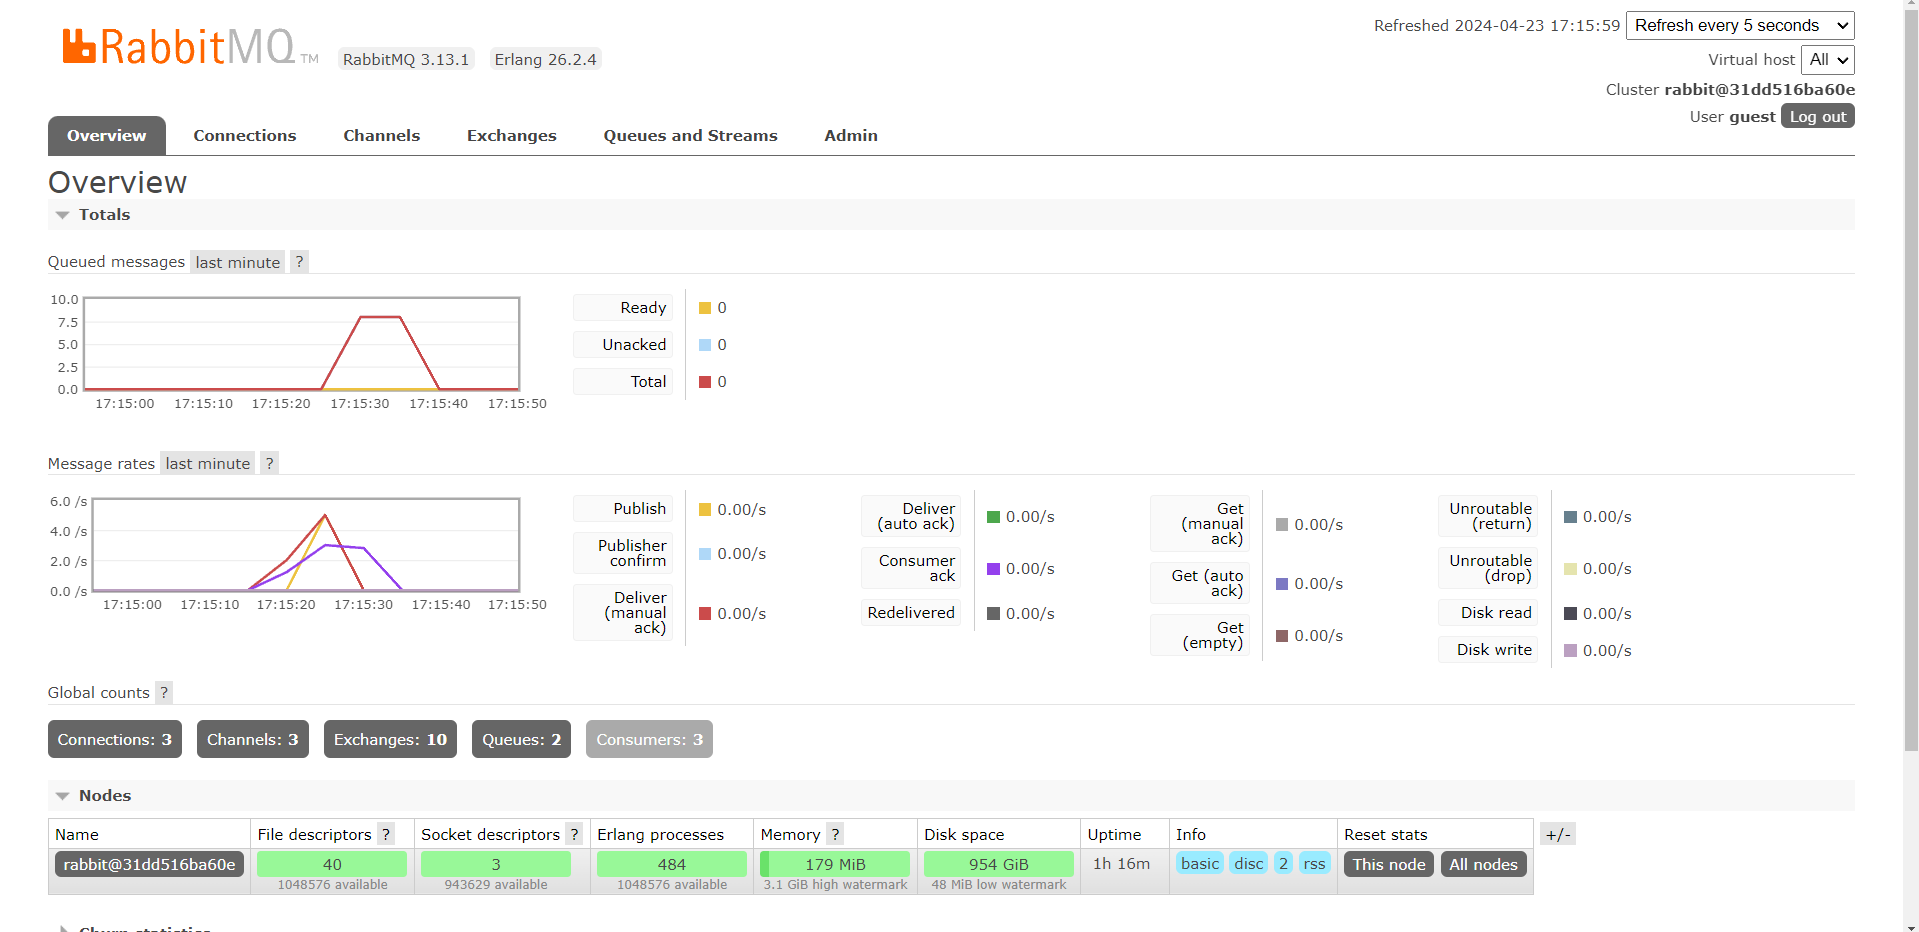 RabbitMQ TM RabbitMQ 3.13.1 Erlang 26.2.4
Refreshed 2024-04-23 17:15:59 Refresh every 5 seconds
Virtual host All
Cluster rabbit@31dd516ba60e
User guest Log out
Overview Connections Channels Exchanges Queues and Streams Admin
Overview
Totals
Queued messages last minute ?
10.0
7.5
5.0
2.5
0.0
17:15:00 17:15:10 17:15:20 17:15:30 17:15:40 17:15:50
Ready 0
Unacked 0
Total 0
Message rates last minute ?
6.0 /s
4.0 /s
2.0 /s
0.0 /s
17:15:00 17:15:10 17:15:20 17:15:30 17:15:40 17:15:50
Publish 0.00/s
Publisher
confirm 0.00/s
Deliver
(manual
ack) 0.00/s
Deliver
(auto ack) 0.00/s
Consumer
ack 0.00/s
Redelivered 0.00/s
Get
(manual
ack) 0.00/s
Get (auto
ack) 0.00/s
Get
(empty) 0.00/s
Unroutable
(return) 0.00/s
Unroutable
(drop) 0.00/s
Disk read 0.00/s
Disk write 0.00/s
Global counts ?
Connections: 3 Channels: 3 Exchanges: 10 Queues: 2 Consumers: 3
Nodes
Name File descriptors ? Socket descriptors ? Erlang processes Memory ? Disk space Uptime Info Reset stats +/-
rabbit@31dd516ba60e 40 3 484 179 MiB 954 GiB 1h 16m basic disc 2 rss This node All nodes
1048576 available 943629 available 1048576 available 3.1 GiB high watermark 48 MiB low watermark
Churn statistics